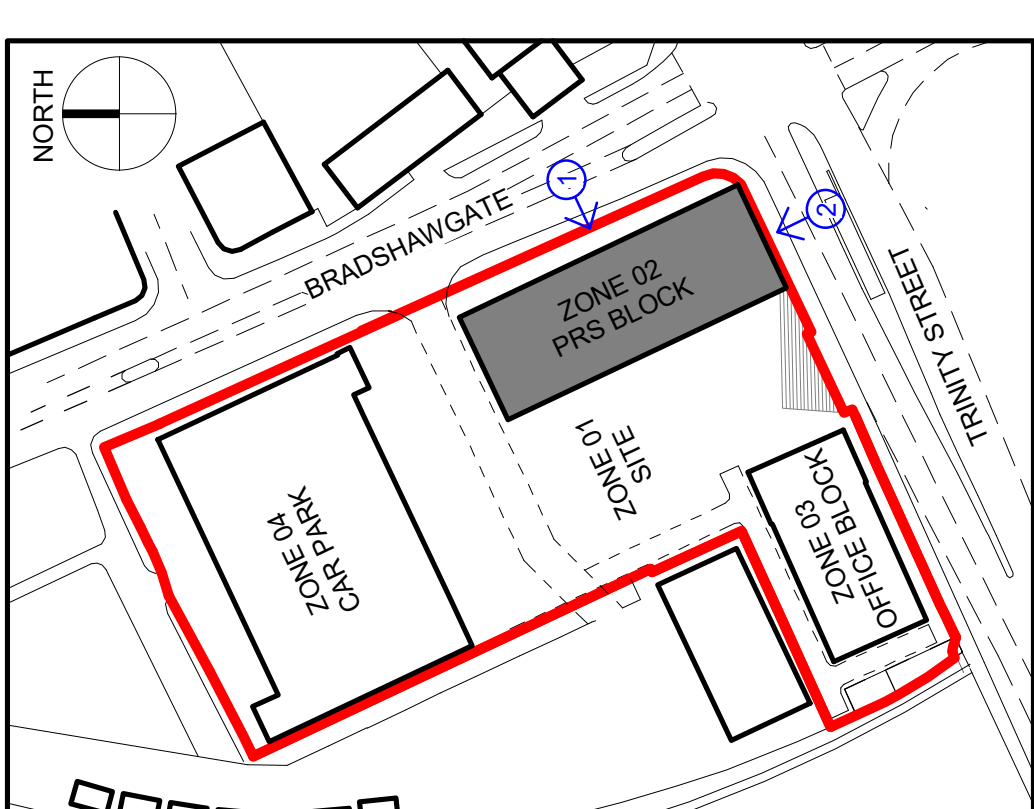 NORTH
BRADSHAWGATE
1
2
ZONE 02
PRS BLOCK
TRINITY STREET
ZONE 01
SITE
ZONE 04
CAR PARK
ZONE 03
OFFICE BLOCK